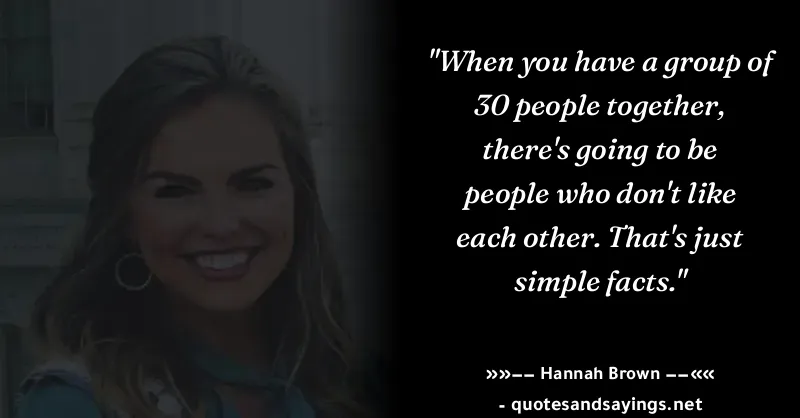 "When you have a group of
30 people together,
there's going to be
people who don't like
each other. That's just
simple facts."
»»−− Hannah Brown −−««
- quotesandsayings.net